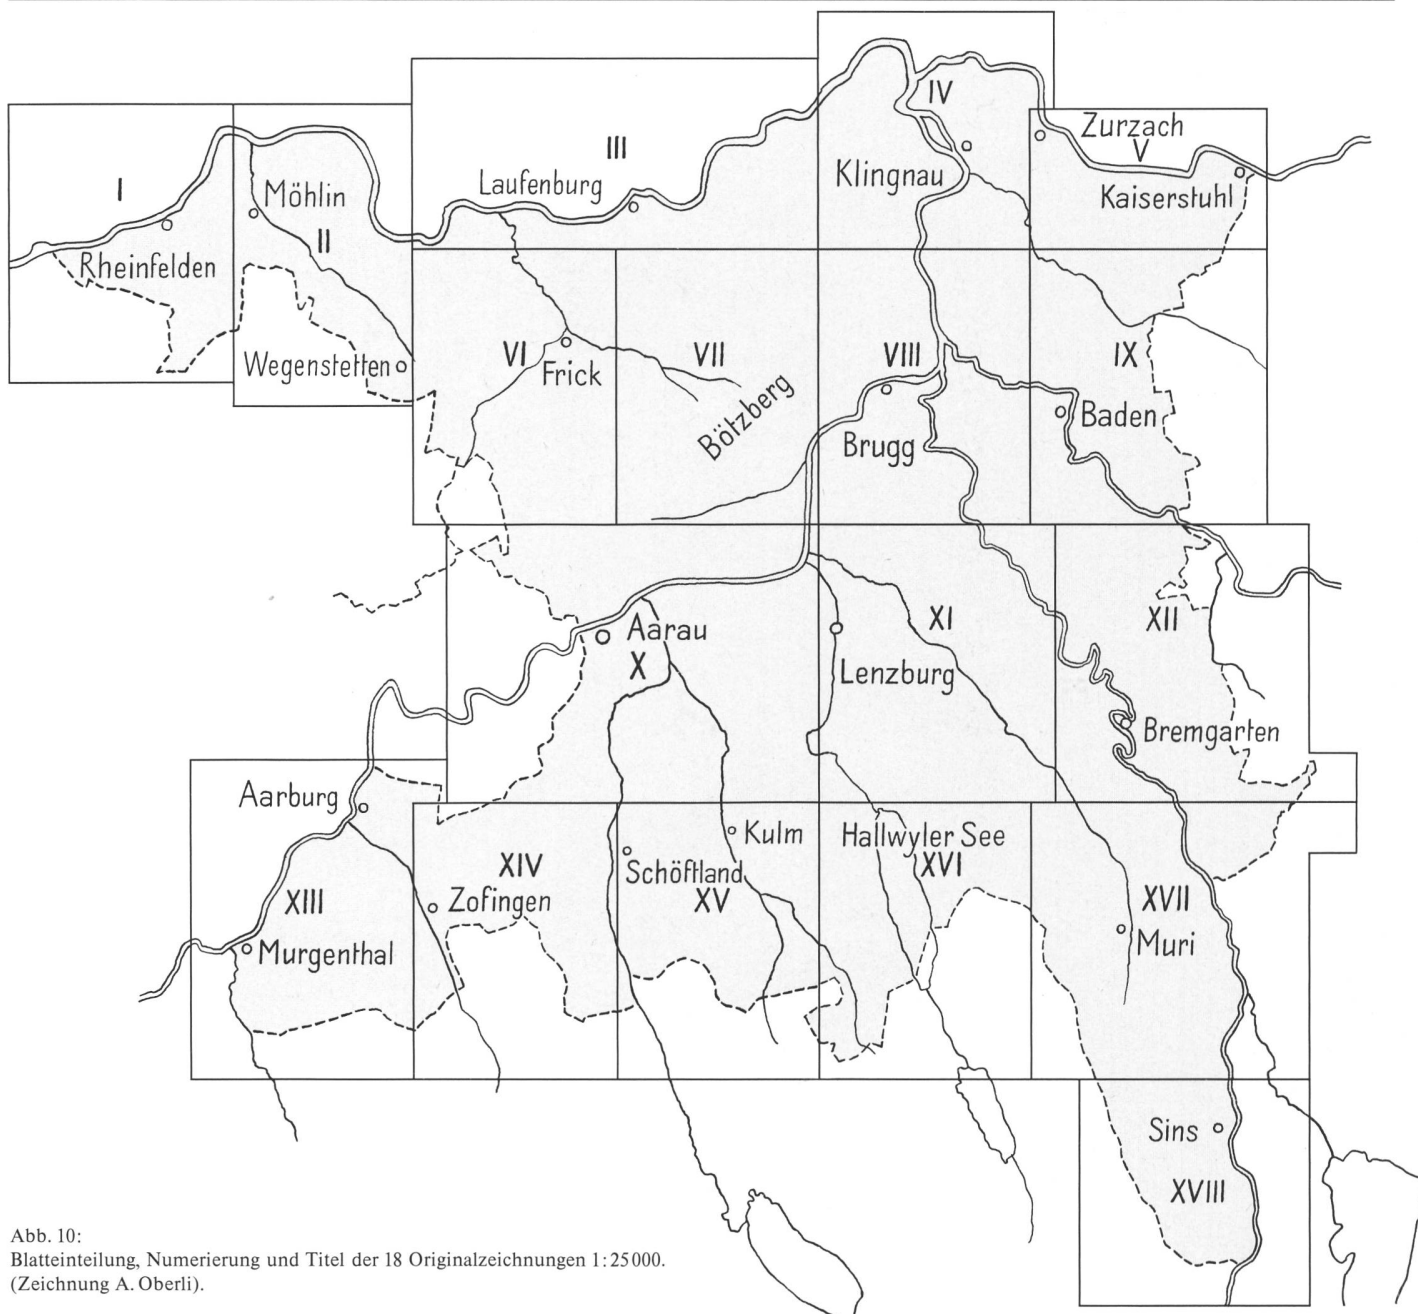 IV
Zurzach
V
III
Klingnau
Laufenburg
Kaiserstuhl
I
Möhlin
II
Rheinfelden
Wegenstetten
VI
Frick
VII
Bötzberg
VIII
Brugg
IX
Baden
Aarau
X
XI
Lenzburg
XII
Bremgarten
Aarburg
XIII
Murgenthal
XIV
Zofingen
Kulm
Schöftland
XV
Hallwyler See
XVI
XVII
Muri
Sins
XVIII
Abb. 10:
Blatteinteilung, Numerierung und Titel der 18 Originalzeichnungen 1:25000.
(Zeichnung A. Oberli).